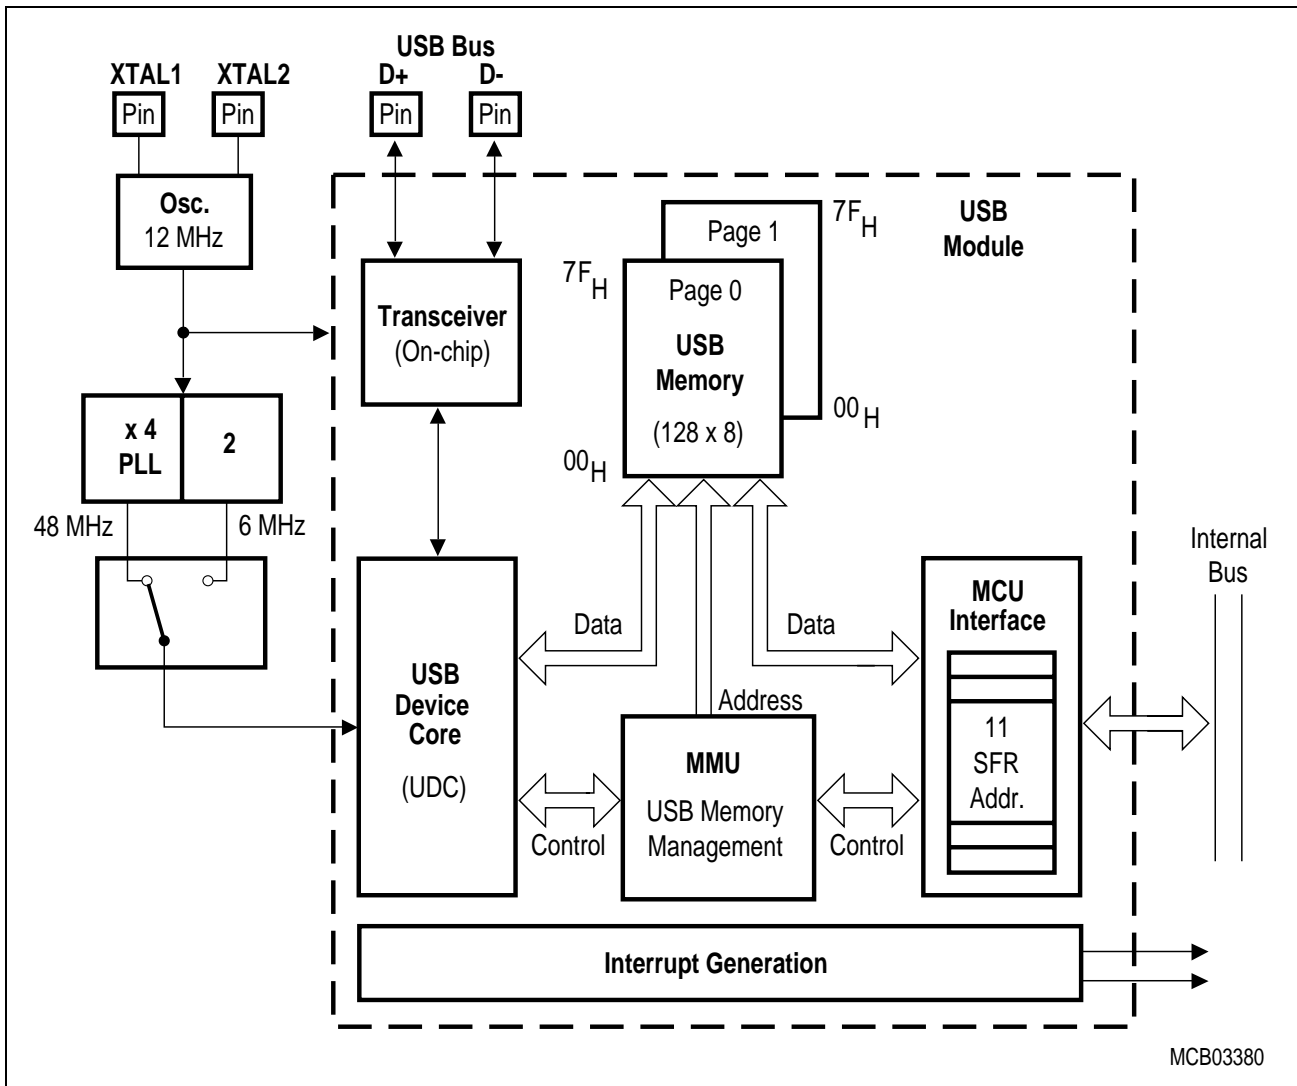 USB Bus
XTAL1 XTAL2 D+ D-
Pin Pin Pin Pin
Osc.
12 MHz
Transceiver
(On-chip)
x 4
PLL
2
48 MHz
6 MHz
USB
Module
7FH
Page 1
7FH
Page 0
USB
Memory
(128 x 8)
00H
00H
Data
Data
Address
USB
Device
Core
(UDC)
Control
MMU
USB Memory
Management
Control
MCU
Interface
11
SFR
Addr.
Internal
Bus
Interrupt Generation
MCB03380